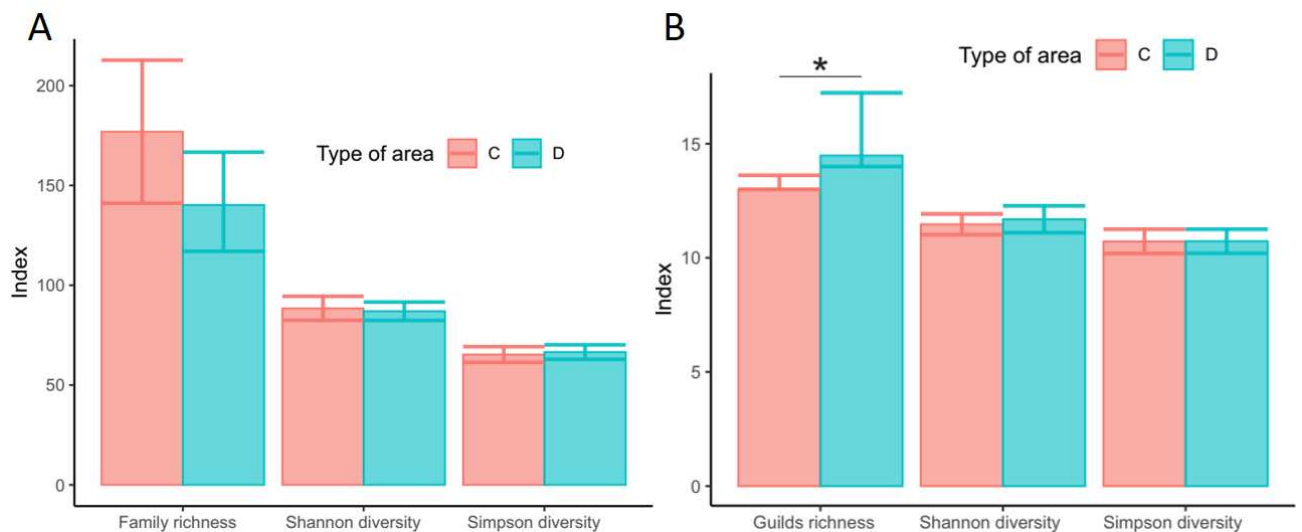 A
Type of area C D
Index
200
150
100
50
0
Family richness Shannon diversity Simpson diversity
B
Type of area C D
*
Index
15
10
5
0
Guilds richness Shannon diversity Simpson diversity